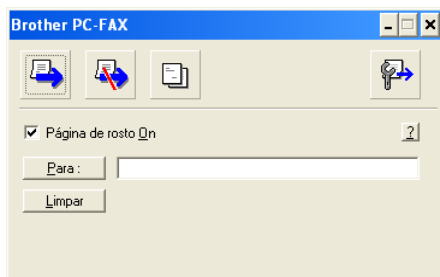 Brother PC-FAX
Página de rosto On
?
Para :
Limpar